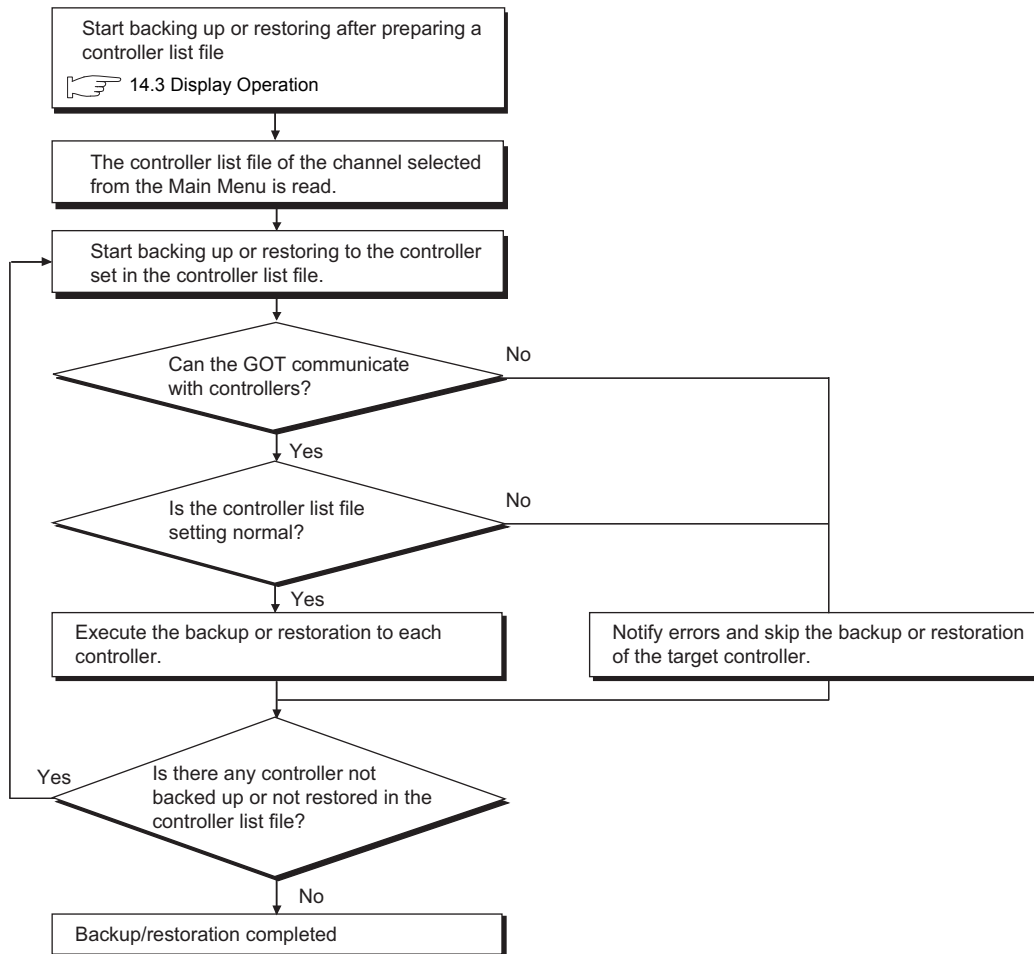 Start backing up or restoring after preparing a
controller list file
14.3 Display Operation
The controller list file of the channel selected
from the Main Menu is read.
Start backing up or restoring to the controller
set in the controller list file.
Can the GOT communicate
with controllers?
No
Yes
Is the controller list file
setting normal?
No
Yes
Execute the backup or restoration to each
controller.
Notify errors and skip the backup or restoration
of the target controller.
Yes
Is there any controller not
backed up or not restored in the
controller list file?
No
Backup/restoration completed